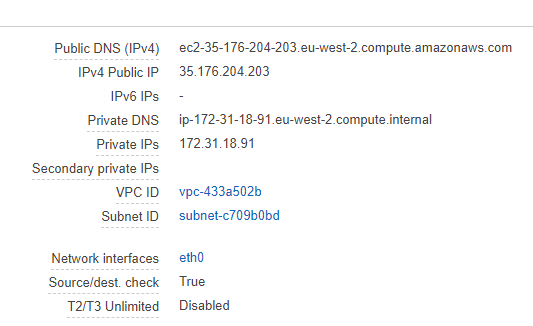 Public DNS (IPv4) ec2-35-176-204-203.eu-west-2.compute.amazonaws.com
IPv4 Public IP 35.176.204.203
IPv6 IPs -
Private DNS ip-172-31-18-91.eu-west-2.compute.internal
Private IPs 172.31.18.91
Secondary private IPs
VPC ID vpc-433a502b
Subnet ID subnet-c709b0bd
Network interfaces eth0
Source/dest. check True
T2/T3 Unlimited Disabled